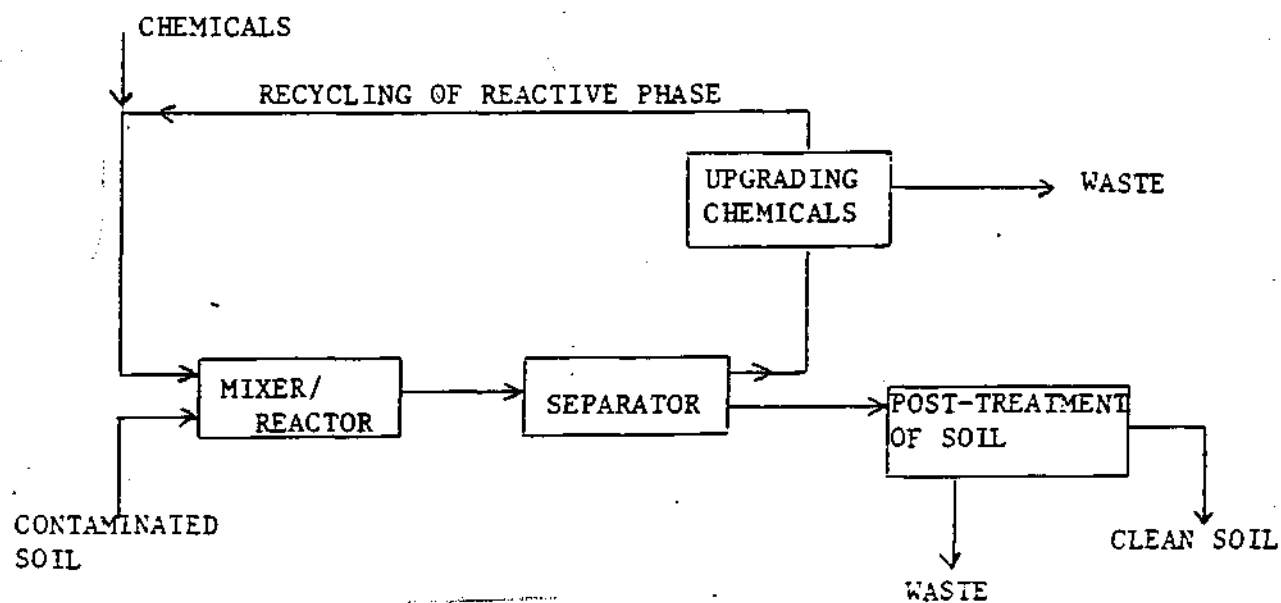 CHEMICALS
RECYCLING OF REACTIVE PHASE
UPGRADING
CHEMICALS
WASTE
MIXER/
REACTOR
SEPARATOR
POST-TREATMENT
OF SOIL
CONTAMINATED
SOIL
CLEAN SOIL
WASTE